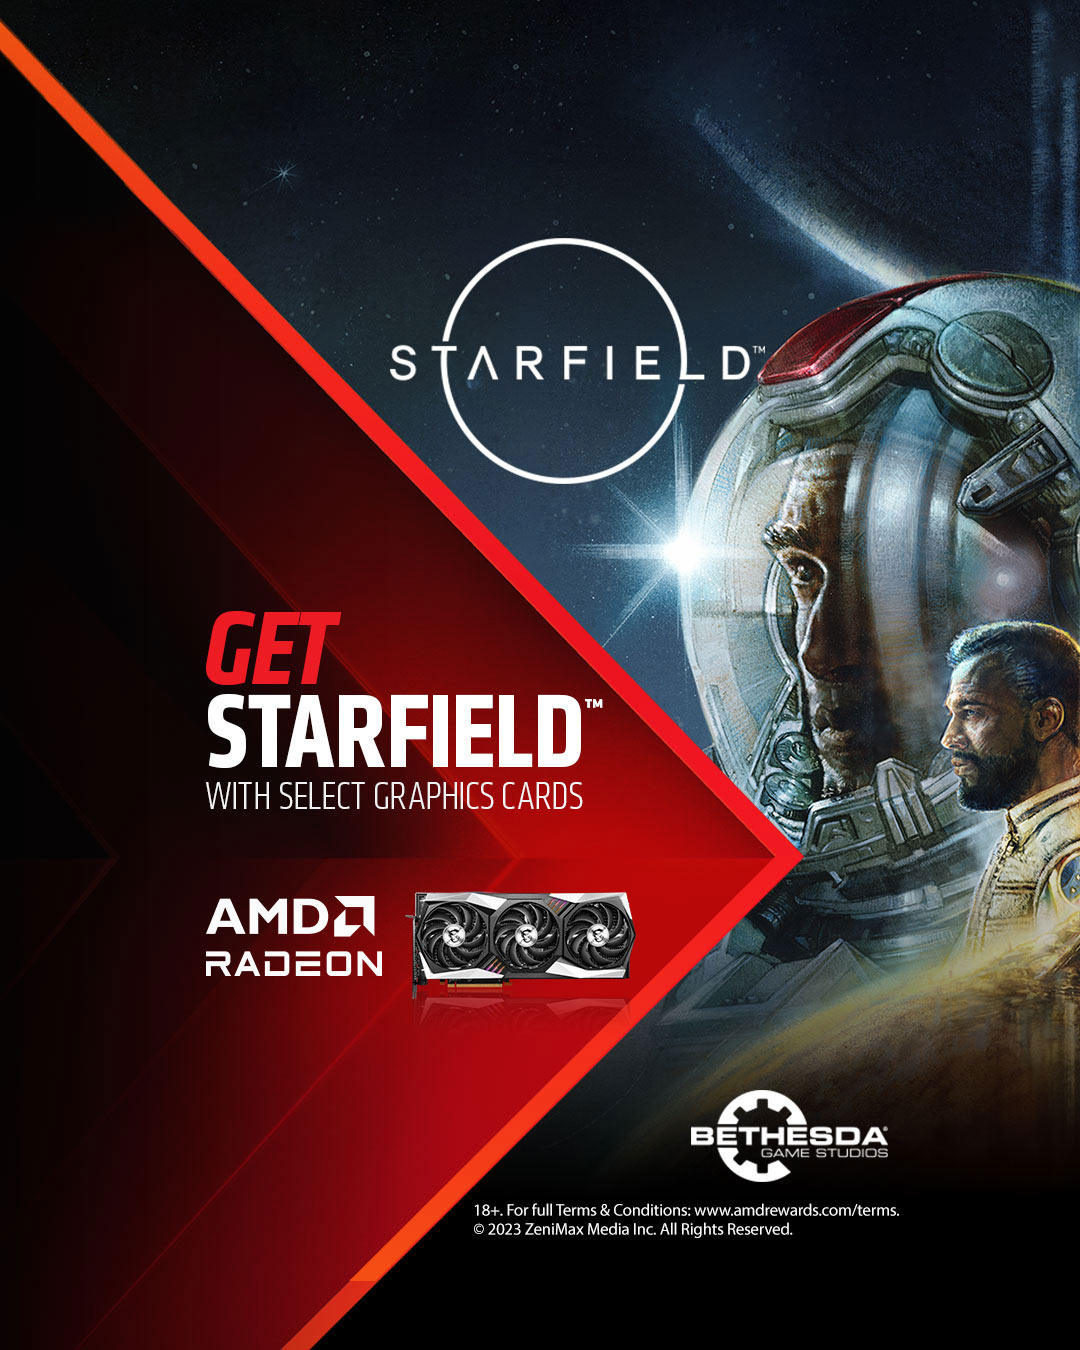 STARFIELD™
GET
STARFIELD™
WITH SELECT GRAPHICS CARDS
AMD
RADEON
BETHESDA®
GAME STUDIOS
18+. For full Terms & Conditions: www.amdrewards.com/terms.
© 2023 ZeniMax Media Inc. All Rights Reserved.